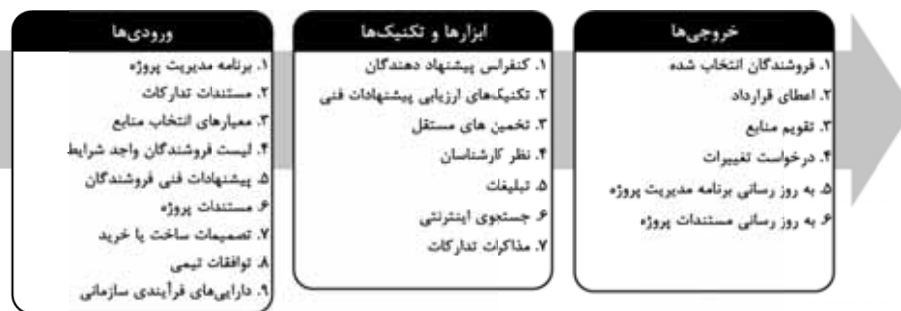 ورودی‌ها
۱. برنامه مدیریت پروژه
۲. مستندات تدارکات
۳. معیارهای انتخاب منابع
۴. لیست فروشندگان واجد شرایط
۵. پیشنهادات فنی فروشندگان
۶. مستندات پروژه
۷. تصمیمات ساخت یا خرید
۸. توافقات تیمی
۹. دارایی‌های فرآیندی سازمانی
ابزارها و تکنیک‌ها
۱. کنفرانس پیشنهاد دهندگان
۲. تکنیک‌های ارزیابی پیشنهادات فنی
۳. تخمین های مستقل
۴. نظر کارشناسان
۵. تبلیغات
۶. جستجوی اینترنتی
۷. مذاکرات تدارکات
خروجی‌ها
۱. فروشندگان انتخاب شده
۲. اعطای قرارداد
۳. تقویم منابع
۴. درخواست تغییرات
۵. به روز رسانی برنامه مدیریت پروژه
۶. به روز رسانی مستندات پروژه